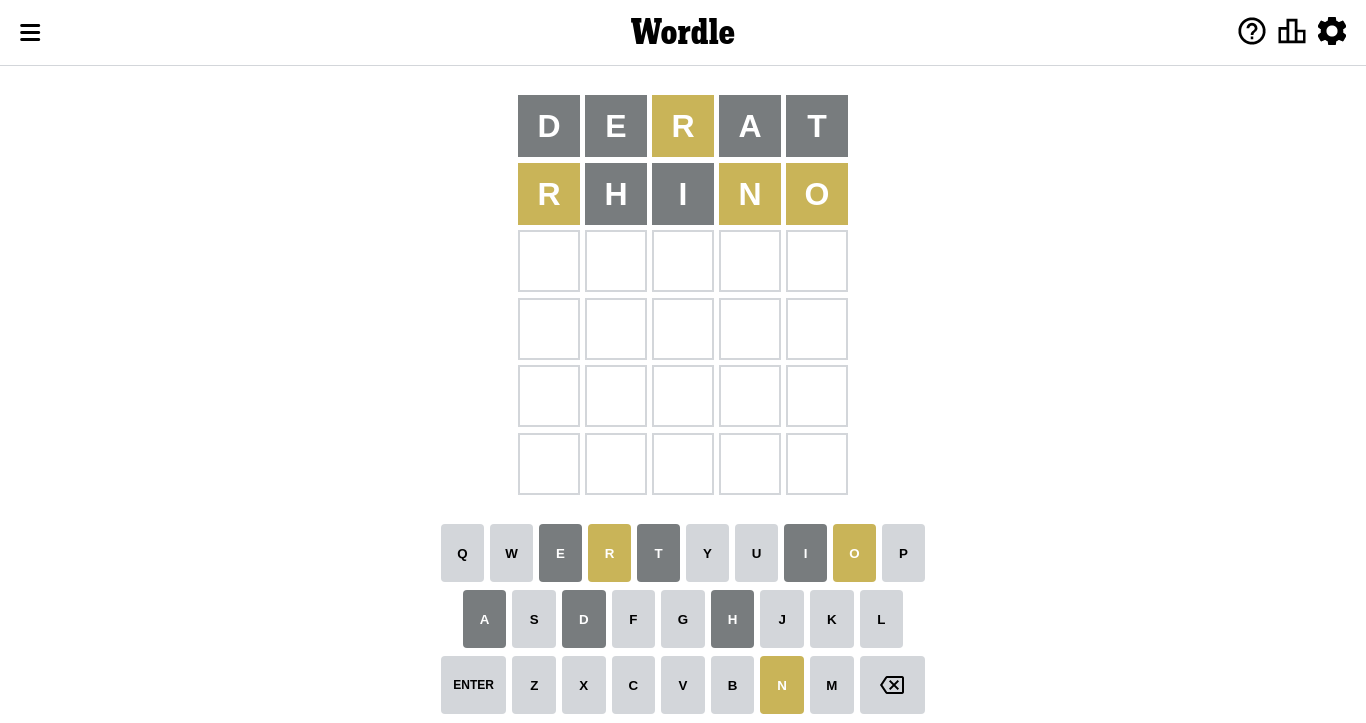 Wordle
D E R A T
R H I N O
Q W E R T Y U I O P
A S D F G H J K L
ENTER Z X C V B N M